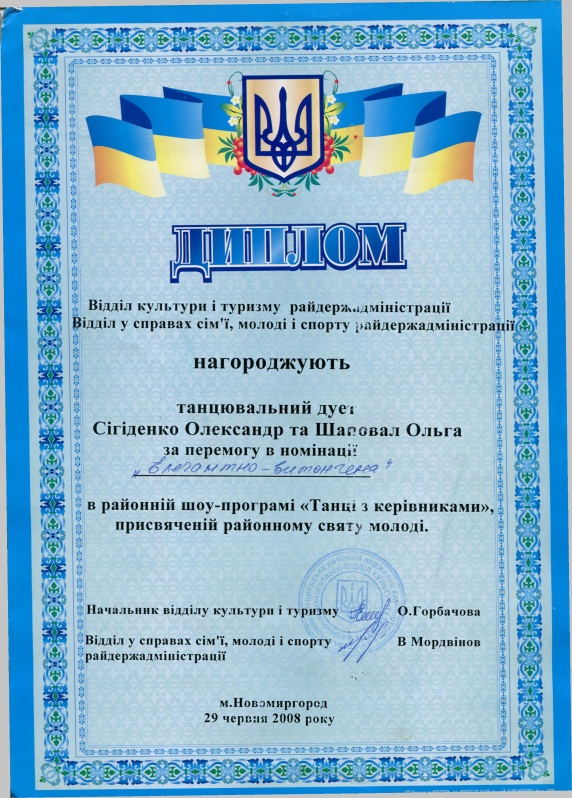 ДИПЛОМ
Відділ культури і туризму райдержадміністрації
Відділ у справах сім'ї, молоді і спорту райдержадміністрації
нагороджують
танцювальний дует
Сігіденко Олександр та Шаповал Ольга
за перемогу в номінації
„Елегантно-витончена"
в районній шоу-програмі «Танці з керівниками»,
присвяченій районному святу молоді.
Начальник відділу культури і туризму О.Горбачова
Відділ у справах сім'ї, молоді і спорту В Мордвінов
райдержадміністрації
м.Новомиргород
29 червня 2008 року